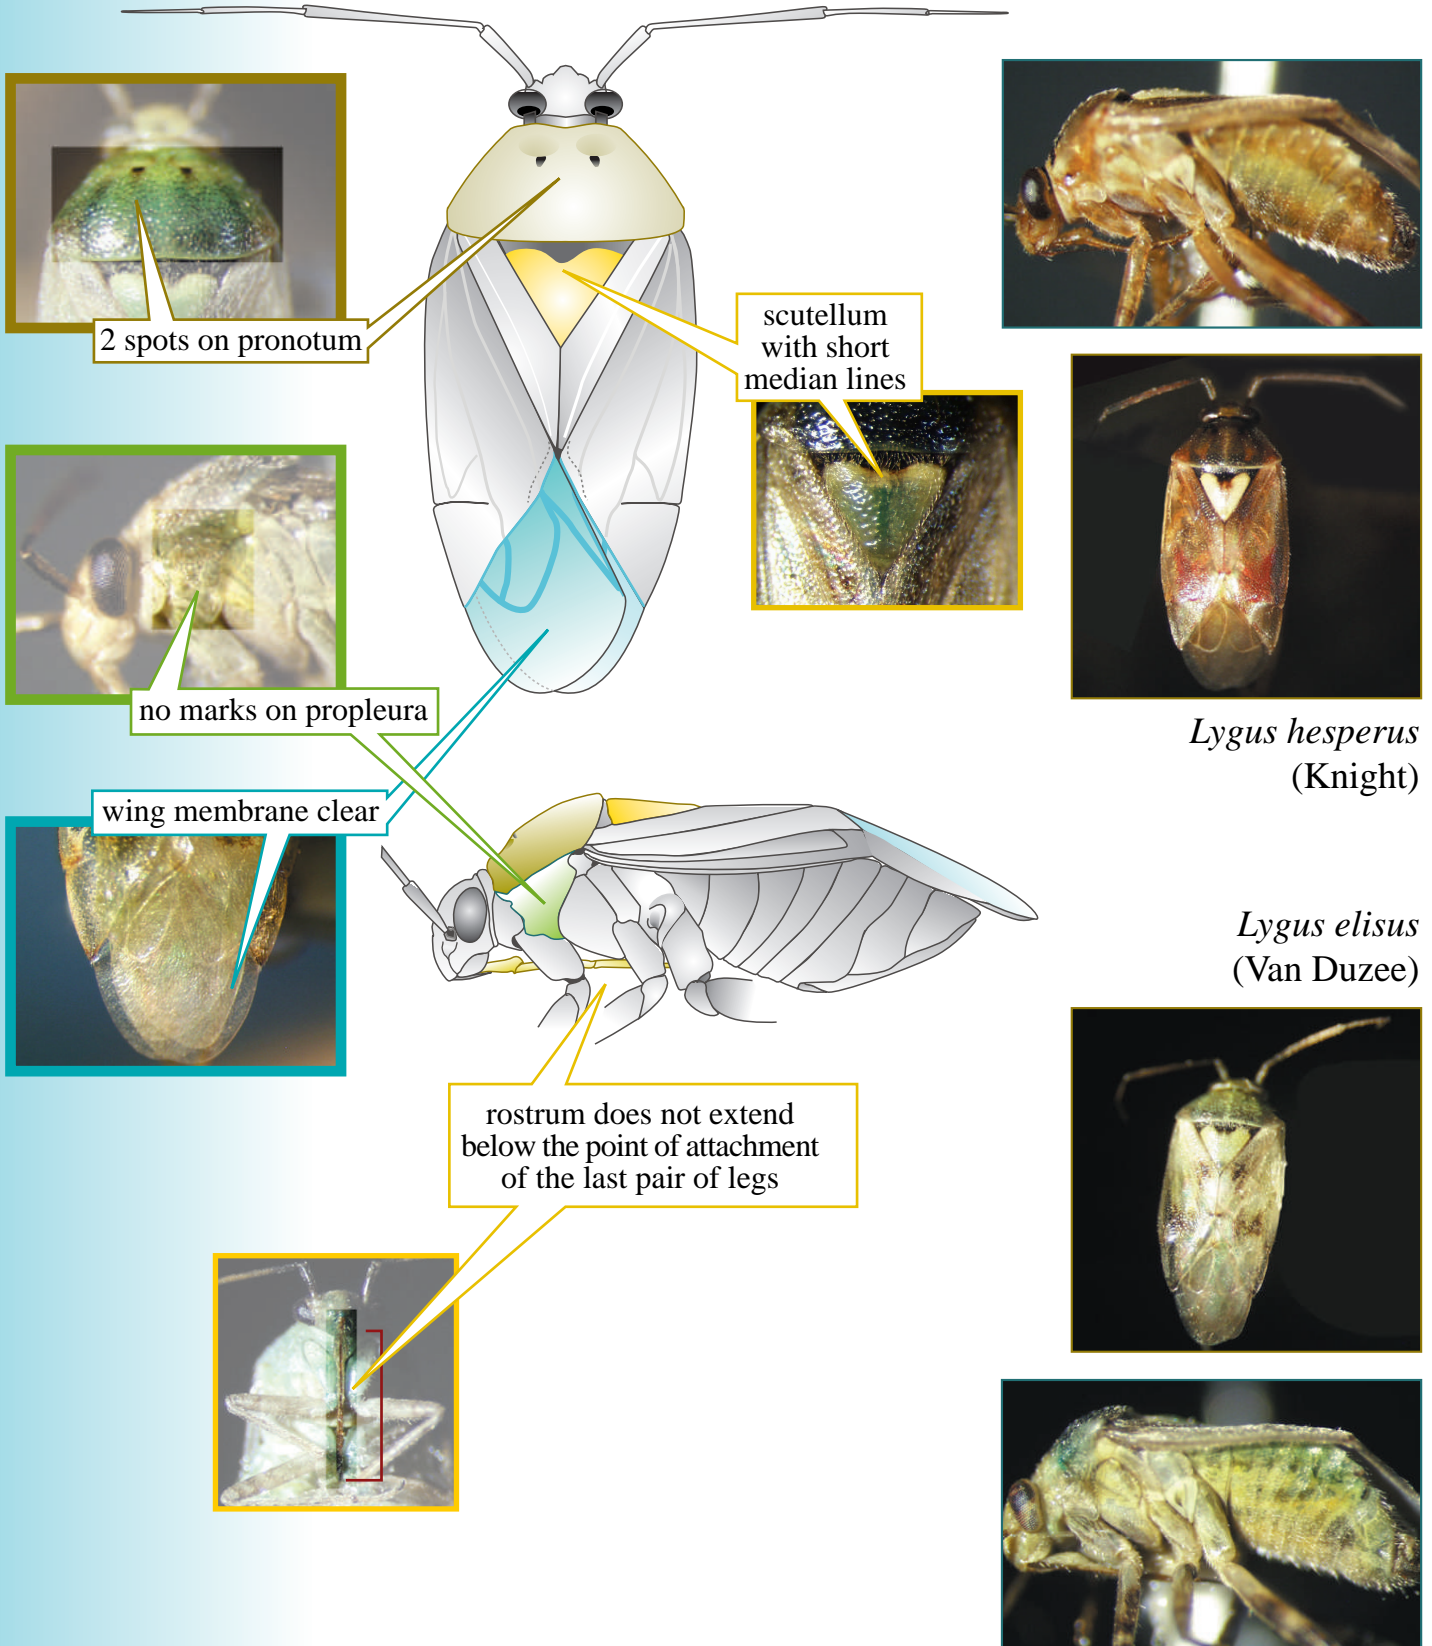 2 spots on pronotum
scutellum
with short
median lines
no marks on propleura
wing membrane clear
Lygus hesperus
(Knight)
Lygus elisus
(Van Duzee)
rostrum does not extend
below the point of attachment
of the last pair of legs